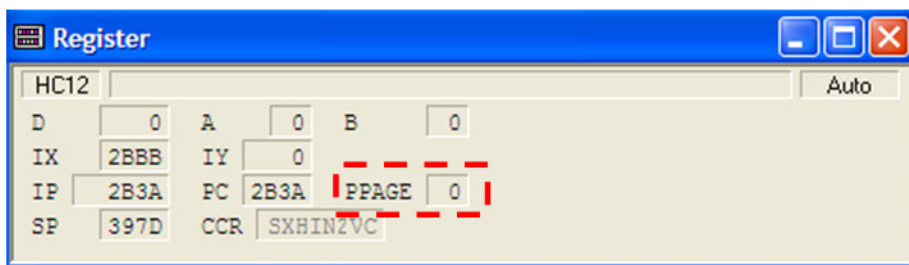 Register
HC12 Auto
D 0 A 0 B 0
IX 2BBB IY 0
IP 2B3A PC 2B3A PPAGE 0
SP 397D CCR SXHINZVC